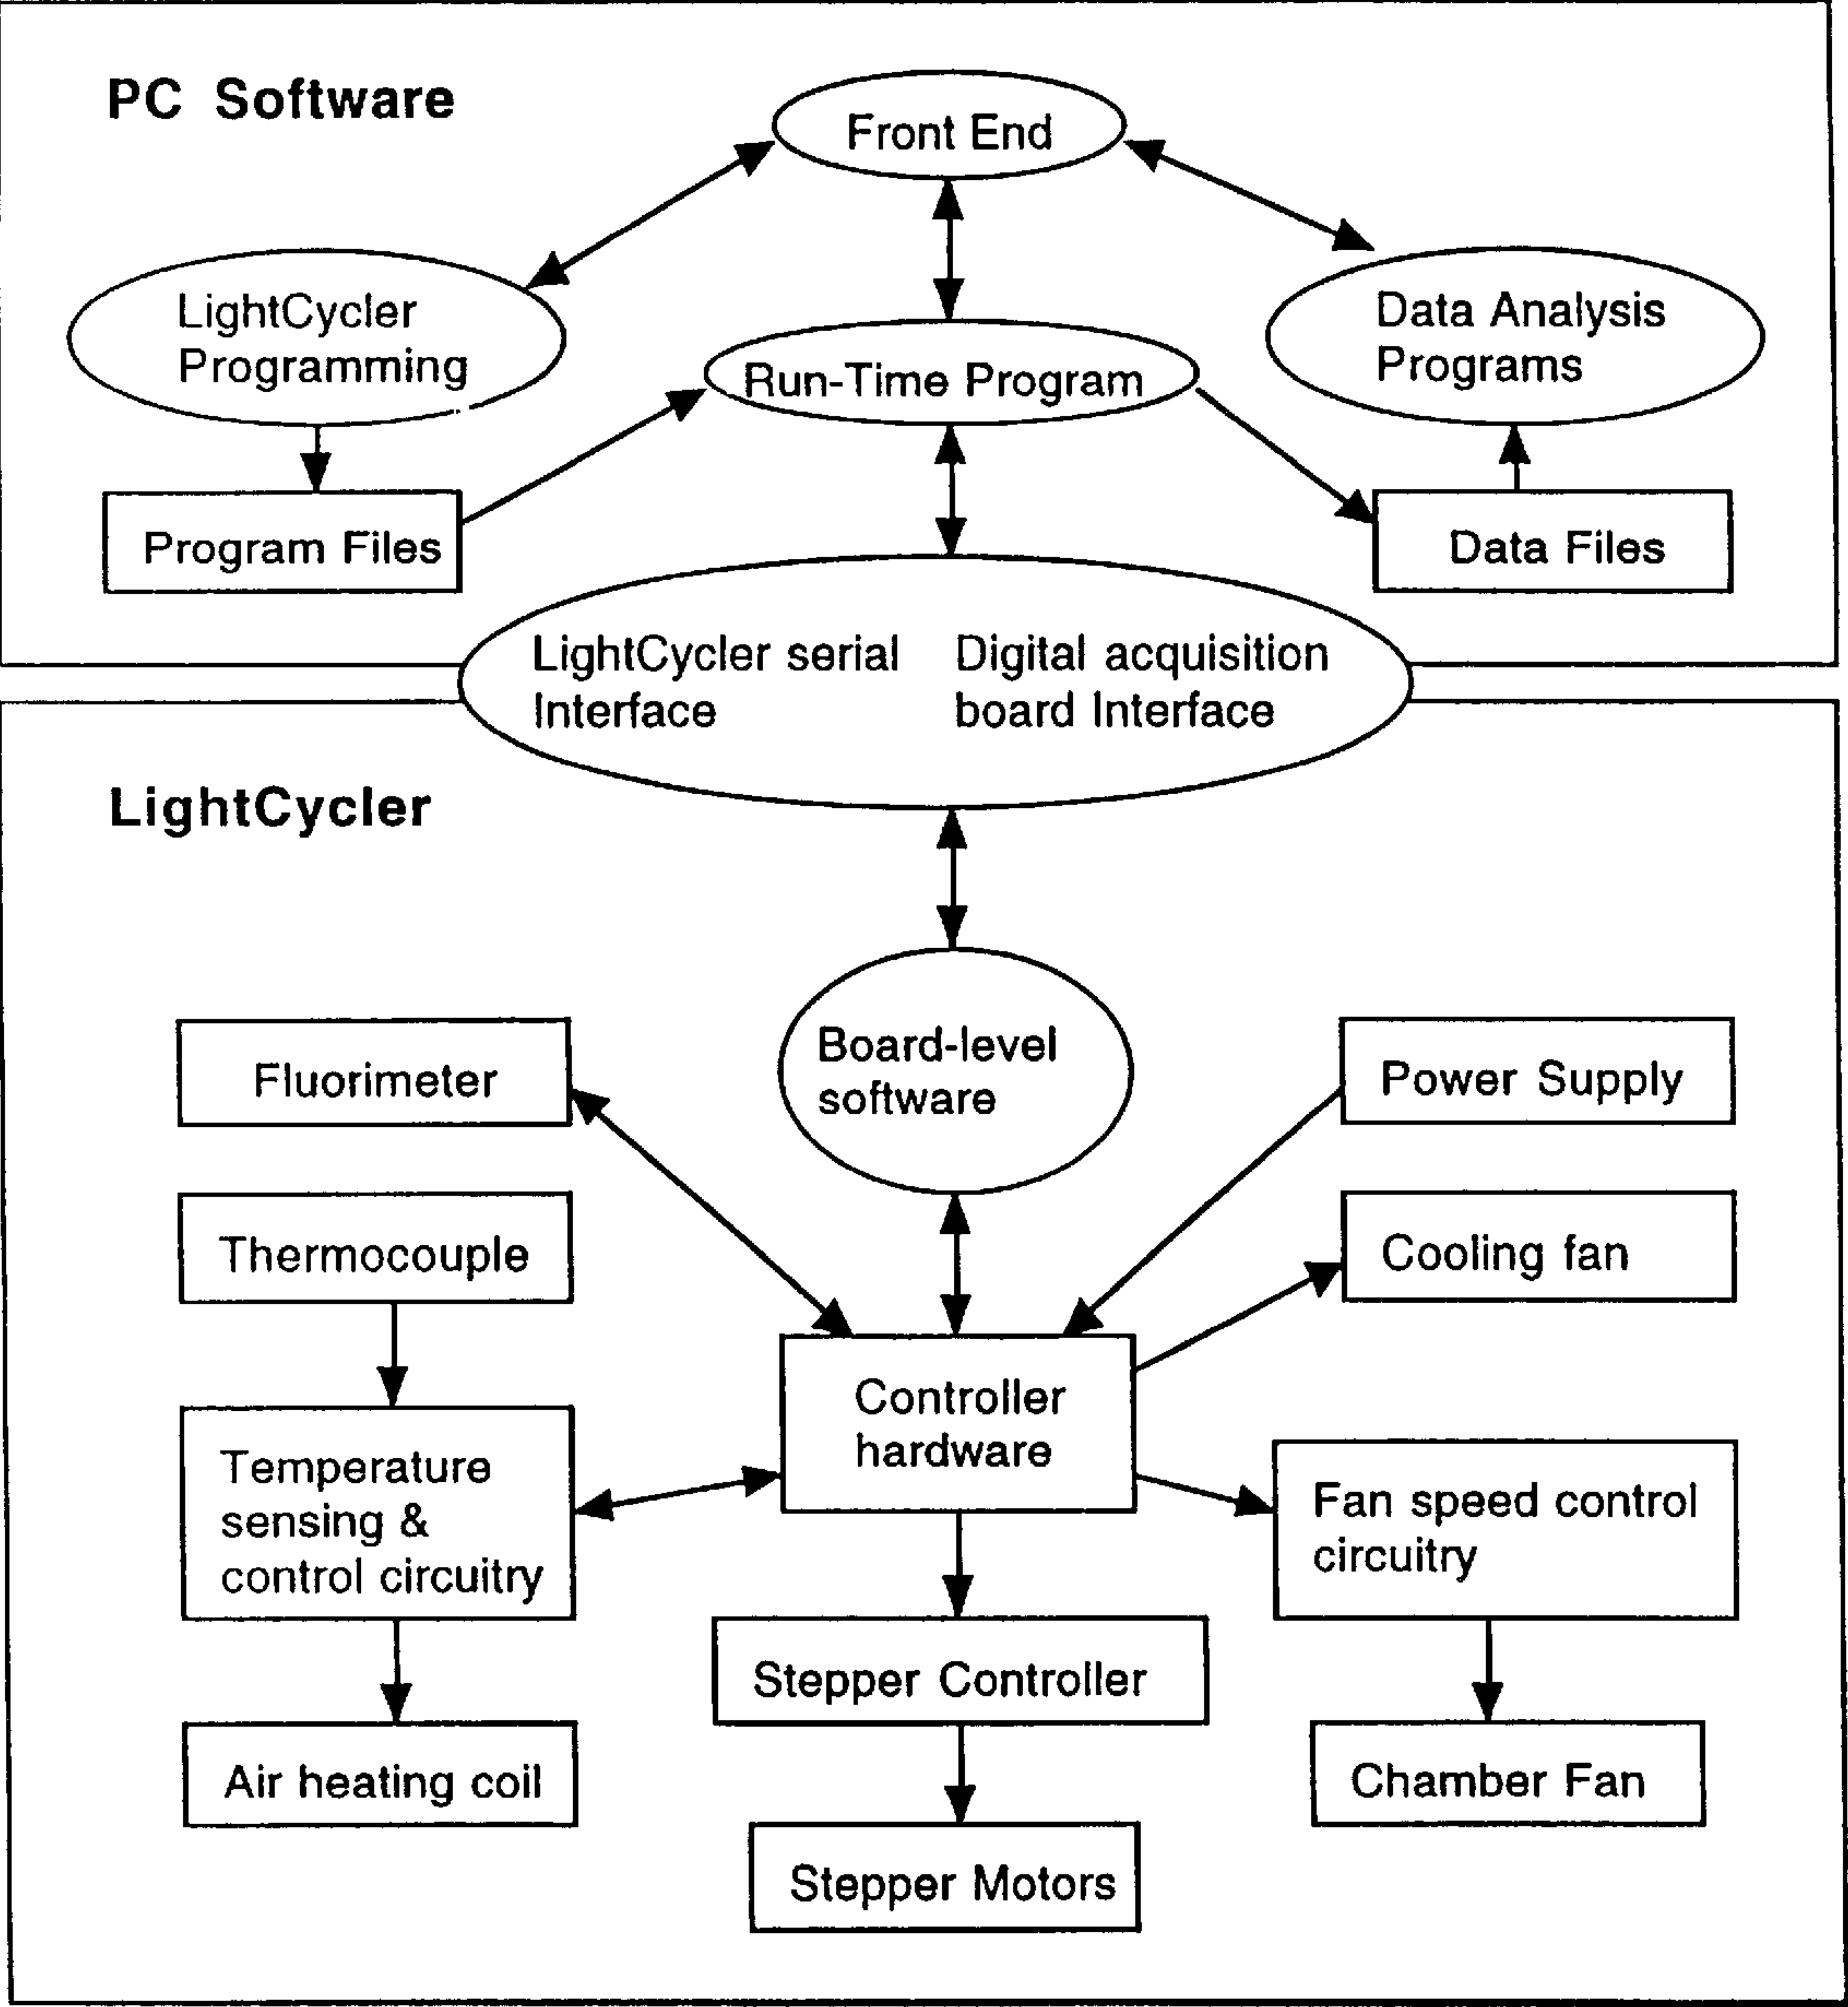 PC Software
Front End
LightCycler
Programming
Run-Time Program
Data Analysis
Programs
Program Files
Data Files
LightCycler serial
Interface
Digital acquisition
board Interface
LightCycler
Board-level
software
Fluorimeter
Power Supply
Thermocouple
Cooling fan
Controller
hardware
Temperature
sensing &
control circuitry
Fan speed control
circuitry
Stepper Controller
Air heating coil
Chamber Fan
Stepper Motors